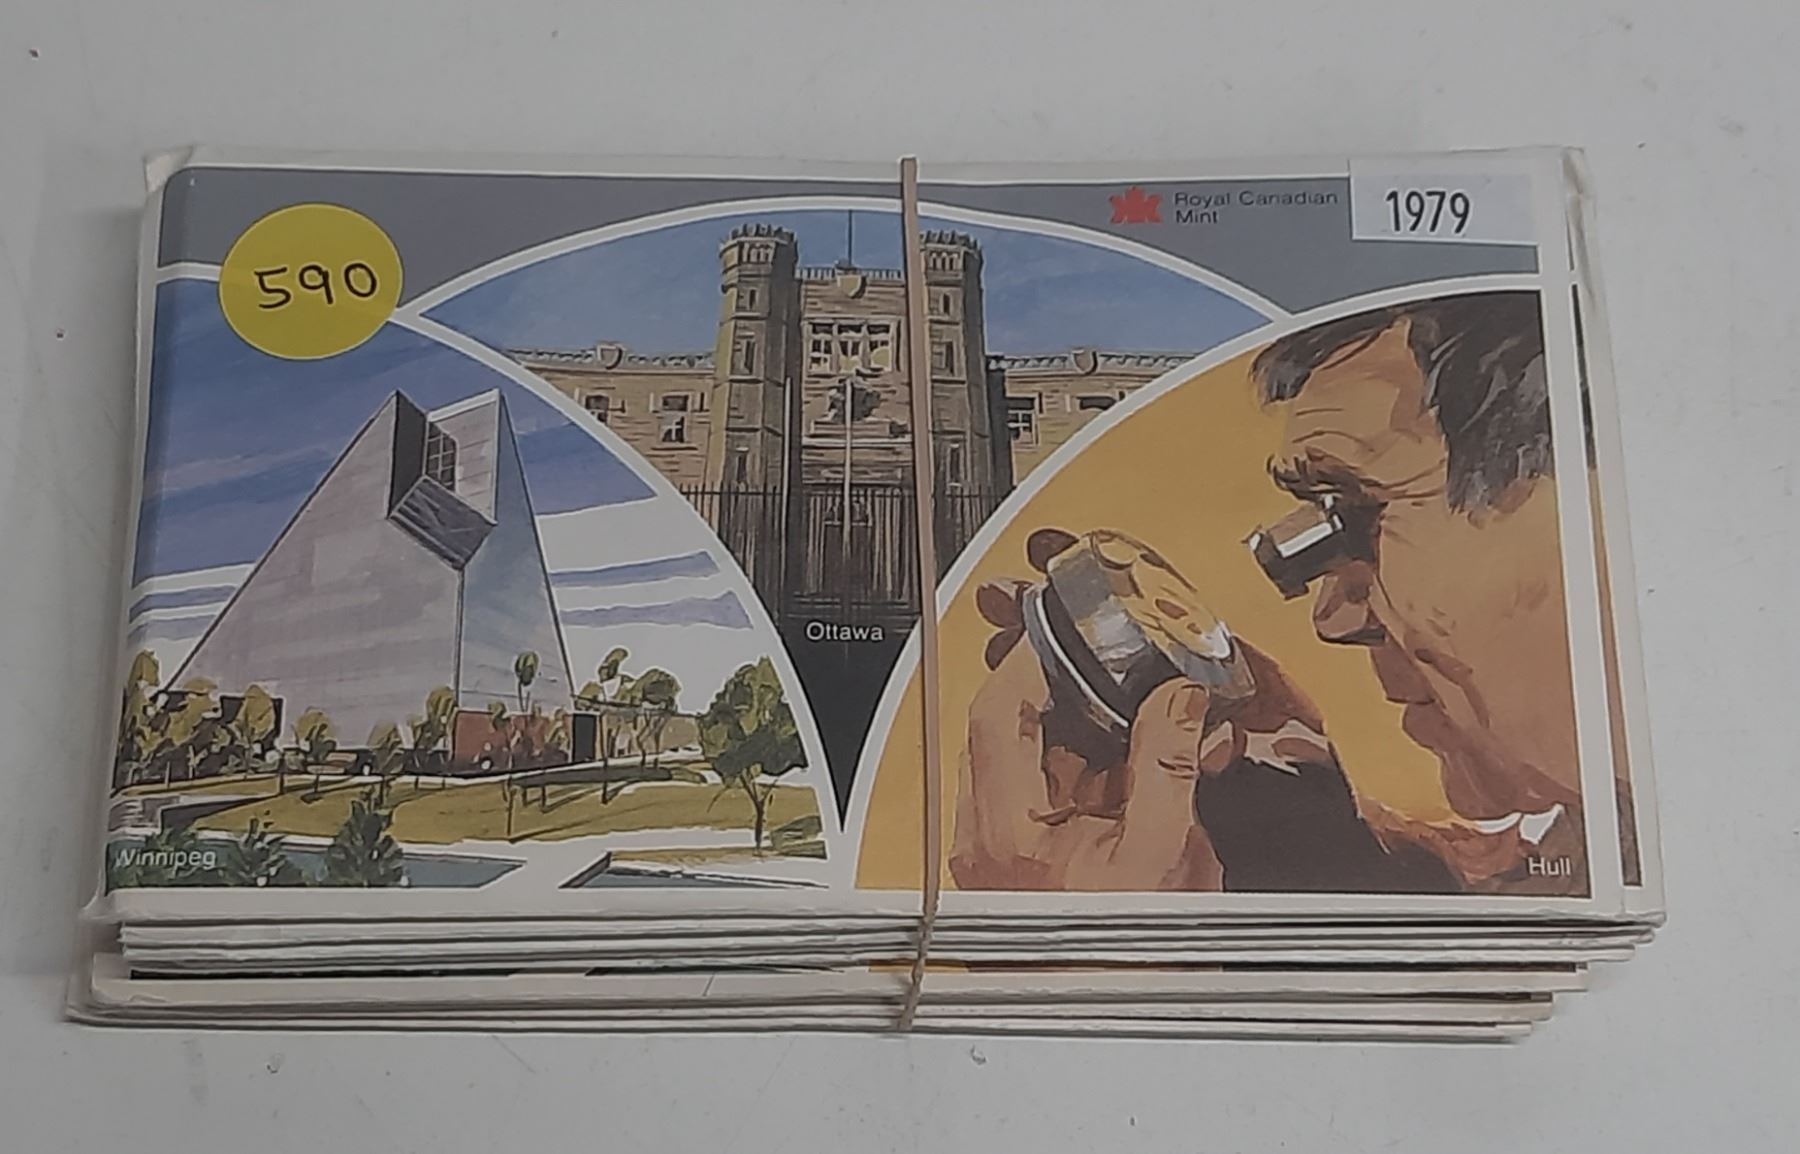 590
Royal Canadian
Mint
1979
Ottawa
Winnipeg
Hull